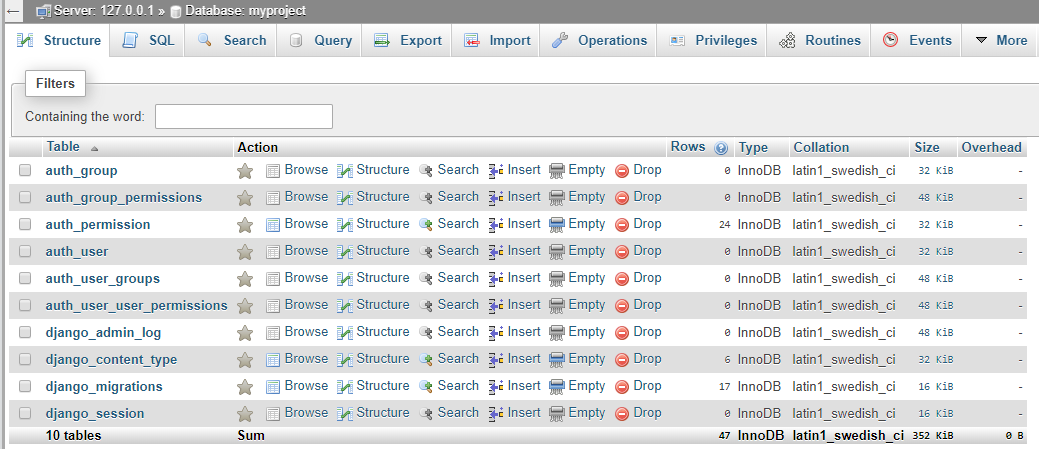 Server: 127.0.0.1 » Database: myproject
Structure SQL Search Query Export Import Operations Privileges Routines Events More
Filters
Containing the word:
Table Action Rows Type Collation Size Overhead
auth_group Browse Structure Search Insert Empty Drop 0 InnoDB latin1_swedish_ci 32 KiB -
auth_group_permissions Browse Structure Search Insert Empty Drop 0 InnoDB latin1_swedish_ci 48 KiB -
auth_permission Browse Structure Search Insert Empty Drop 24 InnoDB latin1_swedish_ci 32 KiB -
auth_user Browse Structure Search Insert Empty Drop 0 InnoDB latin1_swedish_ci 32 KiB -
auth_user_groups Browse Structure Search Insert Empty Drop 0 InnoDB latin1_swedish_ci 48 KiB -
auth_user_user_permissions Browse Structure Search Insert Empty Drop 0 InnoDB latin1_swedish_ci 48 KiB -
django_admin_log Browse Structure Search Insert Empty Drop 0 InnoDB latin1_swedish_ci 48 KiB -
django_content_type Browse Structure Search Insert Empty Drop 6 InnoDB latin1_swedish_ci 32 KiB -
django_migrations Browse Structure Search Insert Empty Drop 17 InnoDB latin1_swedish_ci 16 KiB -
django_session Browse Structure Search Insert Empty Drop 0 InnoDB latin1_swedish_ci 16 KiB -
10 tables Sum 47 InnoDB latin1_swedish_ci 352 KiB 0 B